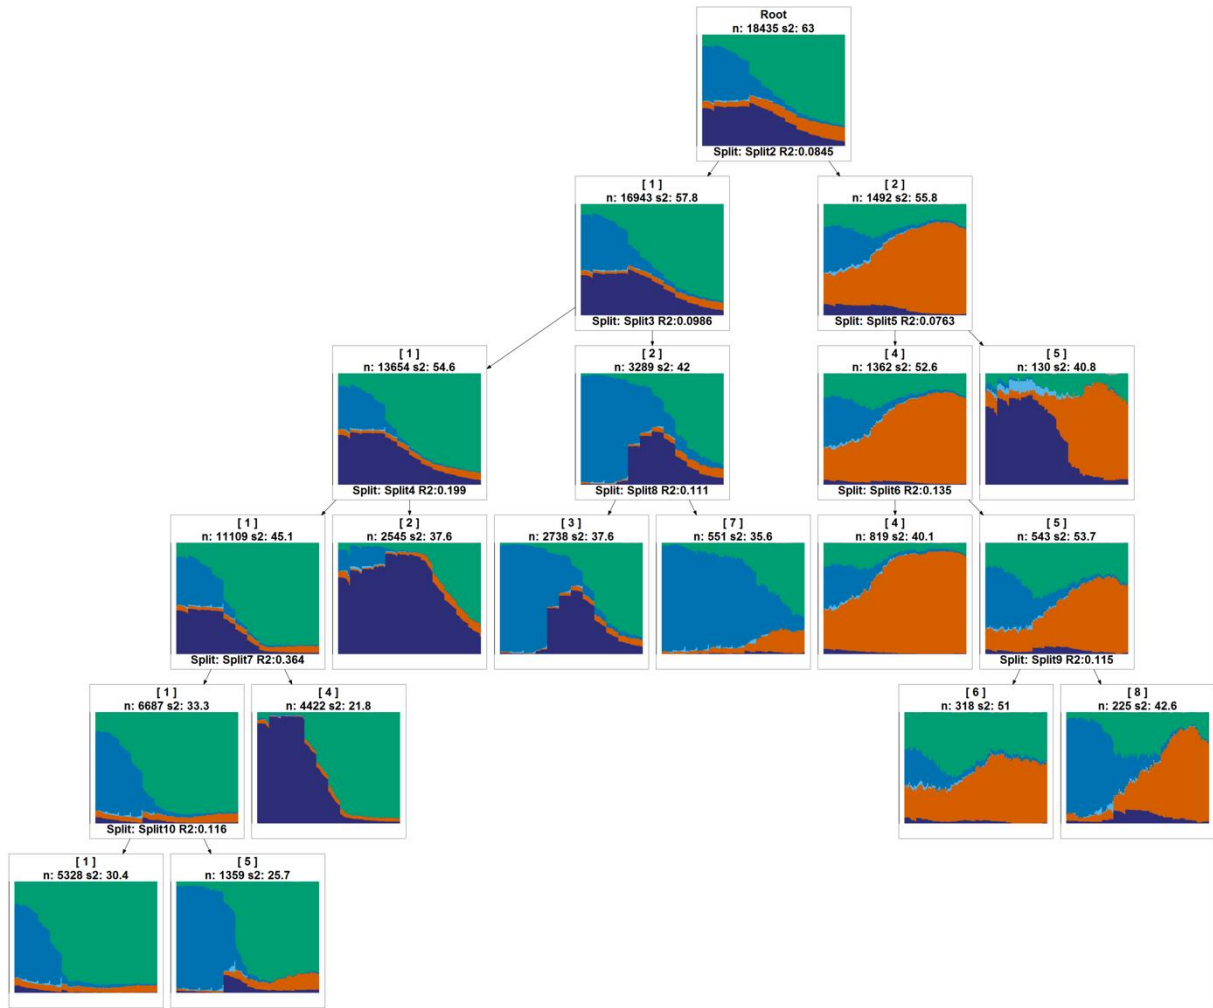 Root
n: 18435 s2: 63
Split: Split2 R2:0.0845
[ 1 ]
n: 16943 s2: 57.8
Split: Split3 R2:0.0986
[ 2 ]
n: 1492 s2: 55.8
Split: Split5 R2:0.0763
[ 1 ]
n: 13654 s2: 54.6
Split: Split4 R2:0.199
[ 2 ]
n: 3289 s2: 42
Split: Split8 R2:0.111
[ 4 ]
n: 1362 s2: 52.6
Split: Split6 R2:0.135
[ 5 ]
n: 130 s2: 40.8
[ 1 ]
n: 11109 s2: 45.1
Split: Split7 R2:0.364
[ 2 ]
n: 2545 s2: 37.6
[ 3 ]
n: 2738 s2: 37.6
[ 7 ]
n: 551 s2: 35.6
[ 4 ]
n: 819 s2: 40.1
[ 5 ]
n: 543 s2: 53.7
Split: Split9 R2:0.115
[ 1 ]
n: 6687 s2: 33.3
Split: Split10 R2:0.116
[ 4 ]
n: 4422 s2: 21.8
[ 6 ]
n: 318 s2: 51
[ 8 ]
n: 225 s2: 42.6
[ 1 ]
n: 5328 s2: 30.4
[ 5 ]
n: 1359 s2: 25.7